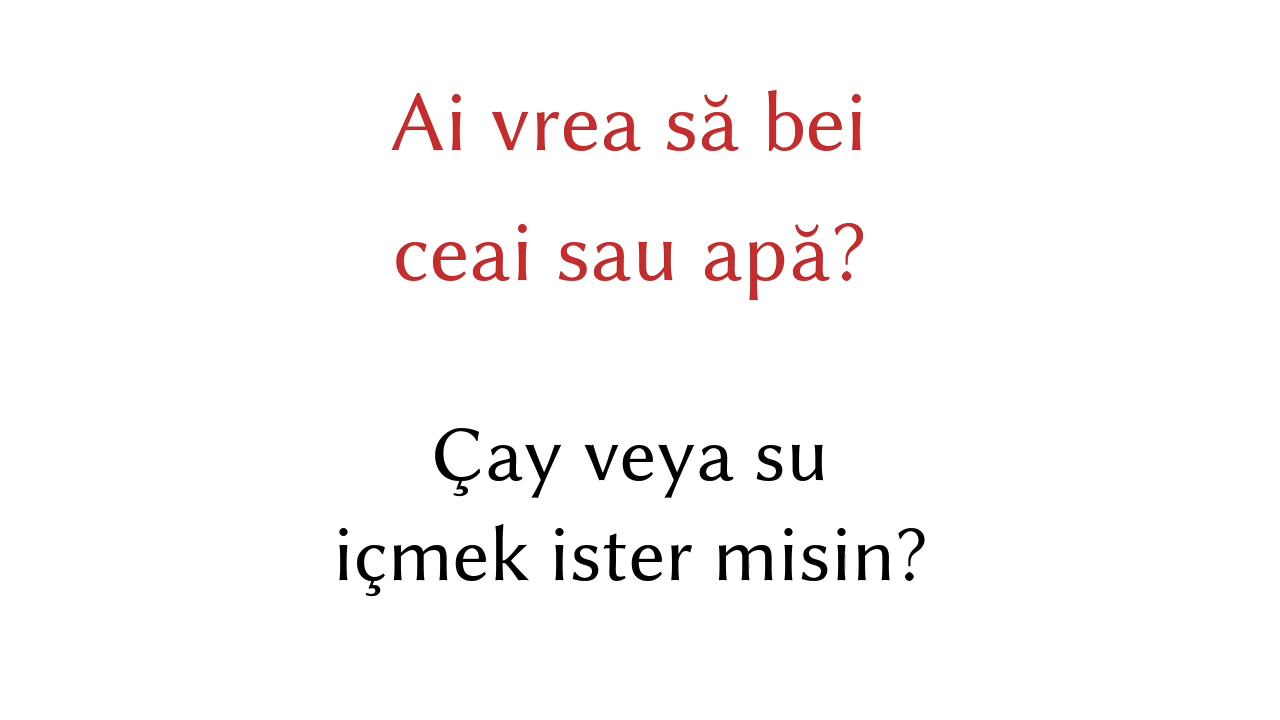 Ai vrea să bei
ceai sau apă?
Çay veya su
içmek ister misin?